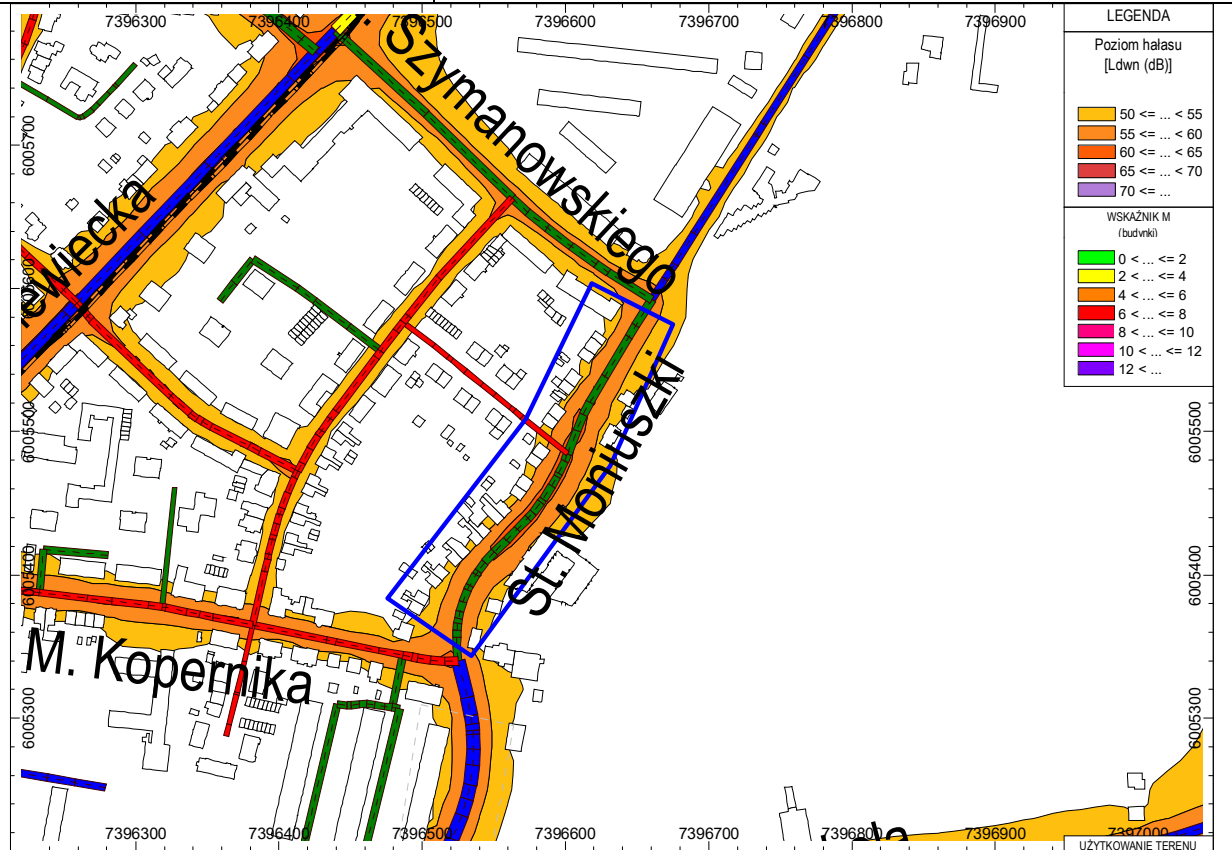 7396300
7396400
7396500
7396600
7396700
7396800
7396900
LEGENDA
Poziom hałasu
[Ldwn (dB)]
50 <= ... < 55
55 <= ... < 60
60 <= ... < 65
65 <= ... < 70
70 <= ...
WSKAŹNIK M
(budynki)
0 < ... <= 2
2 < ... <= 4
4 < ... <= 6
6 < ... <= 8
8 < ... <= 10
10 < ... <= 12
12 < ...
Szymanowskiego
ewiecka
St. Moniuszki
M. Kopernika
6005700
6005600
6005500
6005400
6005300
6005500
6005400
6005300
7396300
7396400
7396500
7396600
7396700
7396800
7396900
7397000
UŻYTKOWANIE TERENU